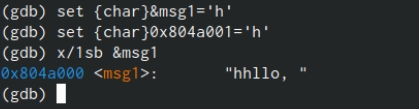 (gdb) set {char}&msg1='h'
(gdb) set {char}0x804a001='h'
(gdb) x/1sb &msg1
0x804a000 <msg1>:       "hhllo, "
(gdb)